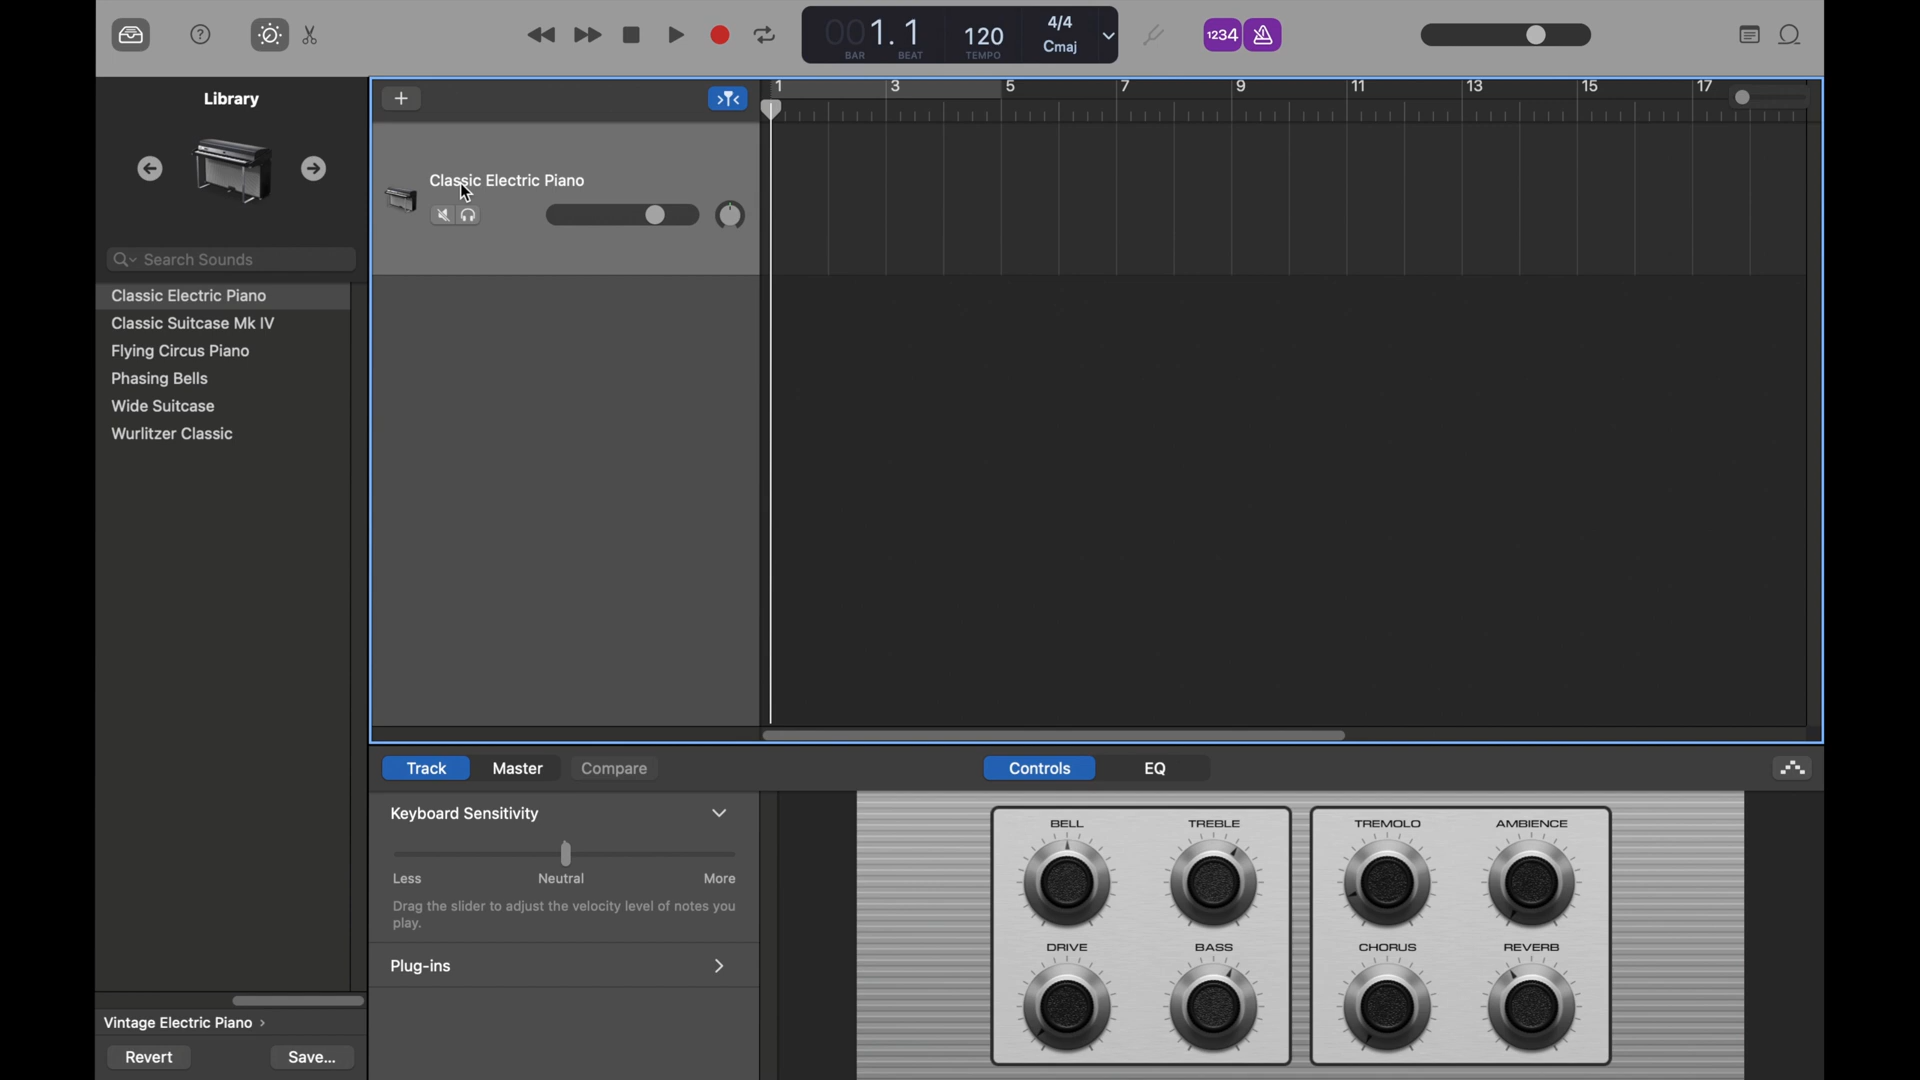 001.1
BAR BEAT
120
TEMPO
4/4
Cmaj
1234
Library
Search Sounds
Classic Electric Piano
Classic Suitcase Mk IV
Flying Circus Piano
Phasing Bells
Wide Suitcase
Wurlitzer Classic
Vintage Electric Piano
Revert Save...
1 3 5 7 9 11 13 15 17
Classic Electric Piano
Track Master Compare
Controls EQ
Keyboard Sensitivity
Less Neutral More
Drag the slider to adjust the velocity level of notes you
play.
Plug-ins
BELL TREBLE TREMOLO AMBIENCE
DRIVE BASS CHORUS REVERB